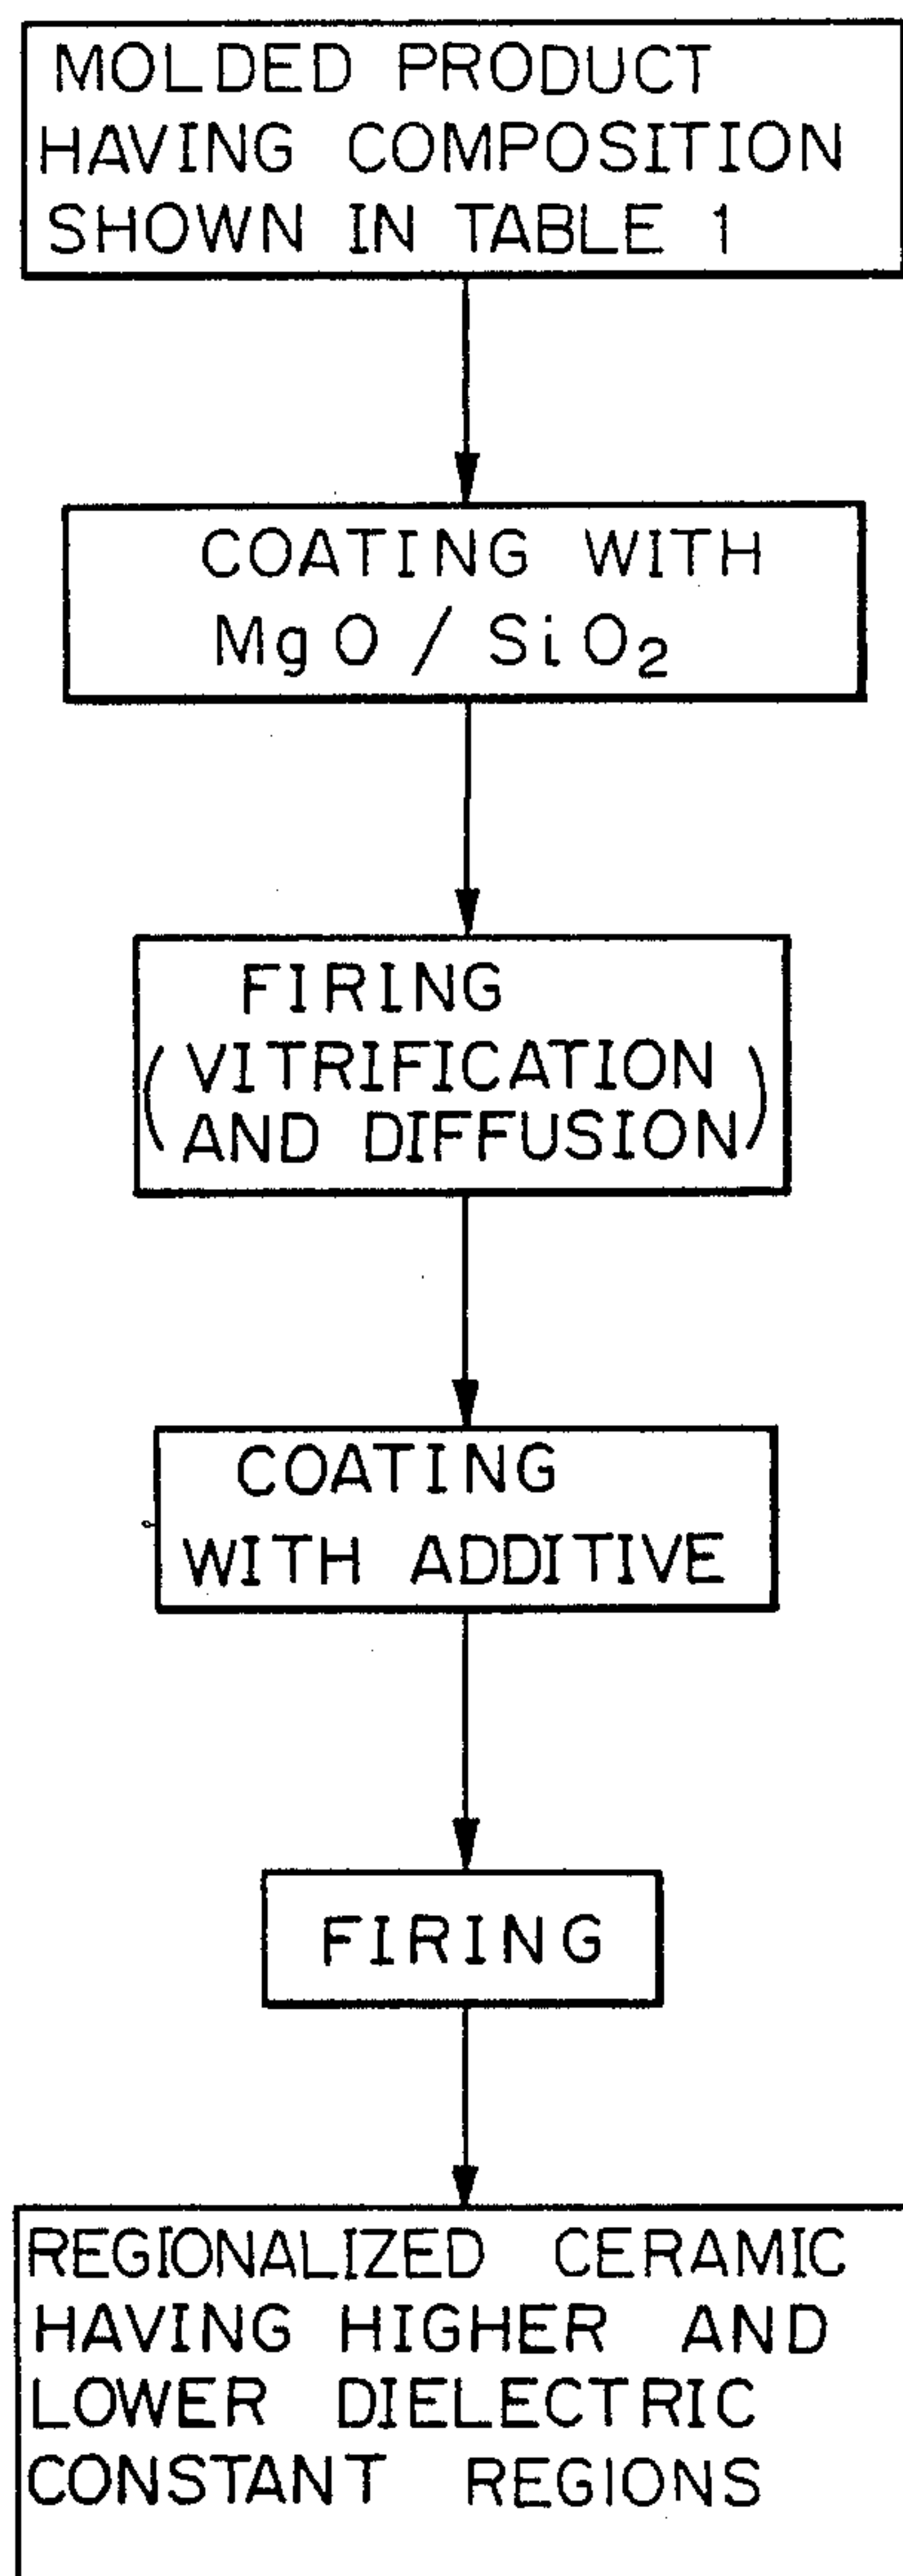 MOLDED PRODUCT
HAVING COMPOSITION
SHOWN IN TABLE 1
COATING WITH
MgO / SiO₂
FIRING
(VITRIFICATION
AND DIFFUSION)
COATING
WITH ADDITIVE
FIRING
REGIONALIZED CERAMIC
HAVING HIGHER AND
LOWER DIELECTRIC
CONSTANT REGIONS